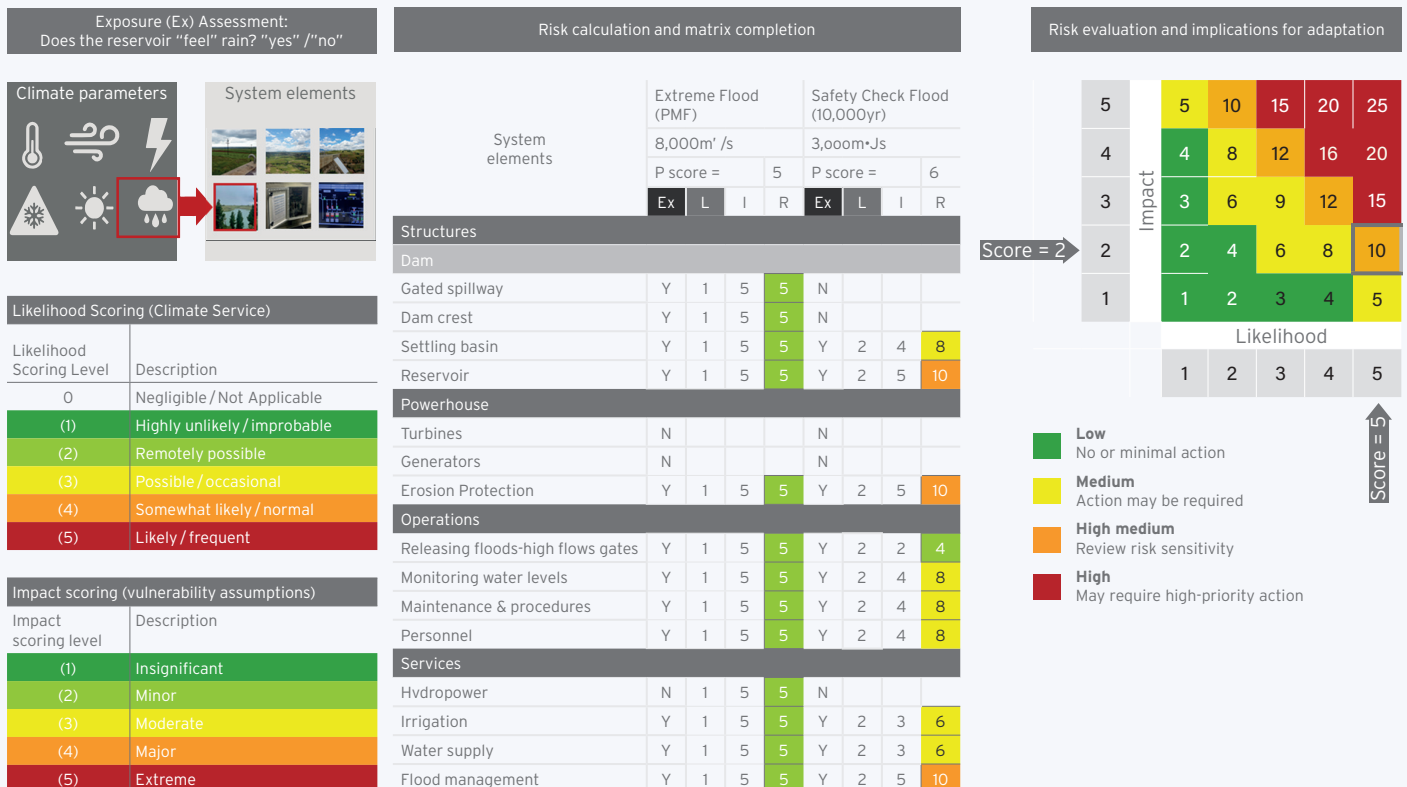 Exposure (Ex) Assessment:
Does the reservoir “feel” rain? ”yes” /”no”
Climate parameters
System elements
Likelihood Scoring (Climate Service)
Likelihood Scoring Level
Description
0 Negligible / Not Applicable
(1) Highly unlikely / improbable
(2) Remotely possible
(3) Possible / occasional
(4) Somewhat likely / normal
(5) Likely / frequent
Impact scoring (vulnerability assumptions)
Impact scoring level
Description
(1) Insignificant
(2) Minor
(3) Moderate
(4) Major
(5) Extreme
Risk calculation and matrix completion
System elements
Extreme Flood (PMF)
Safety Check Flood (10,000yr)
8,000m' /s
3,ooom•Js
P score = 5
P score = 6
Ex L I R Ex L I R
Structures
Dam
Gated spillway Y 1 5 5 N
Dam crest Y 1 5 5 N
Settling basin Y 1 5 5 Y 2 4 8
Reservoir Y 1 5 5 Y 2 5 10
Powerhouse
Turbines N N
Generators N N
Erosion Protection Y 1 5 5 Y 2 5 10
Operations
Releasing floods-high flows gates Y 1 5 5 Y 2 2 4
Monitoring water levels Y 1 5 5 Y 2 4 8
Maintenance & procedures Y 1 5 5 Y 2 4 8
Personnel Y 1 5 5 Y 2 4 8
Services
Hvdropower N 1 5 5 N
Irrigation Y 1 5 5 Y 2 3 6
Water supply Y 1 5 5 Y 2 3 6
Flood management Y 1 5 5 Y 2 5 10
Risk evaluation and implications for adaptation
Impact
5 5 10 15 20 25
4 4 8 12 16 20
3 3 6 9 12 15
Score = 2
2 2 4 6 8 10
1 1 2 3 4 5
Likelihood
1 2 3 4 5
Score = 5
Low
No or minimal action
Medium
Action may be required
High medium
Review risk sensitivity
High
May require high-priority action